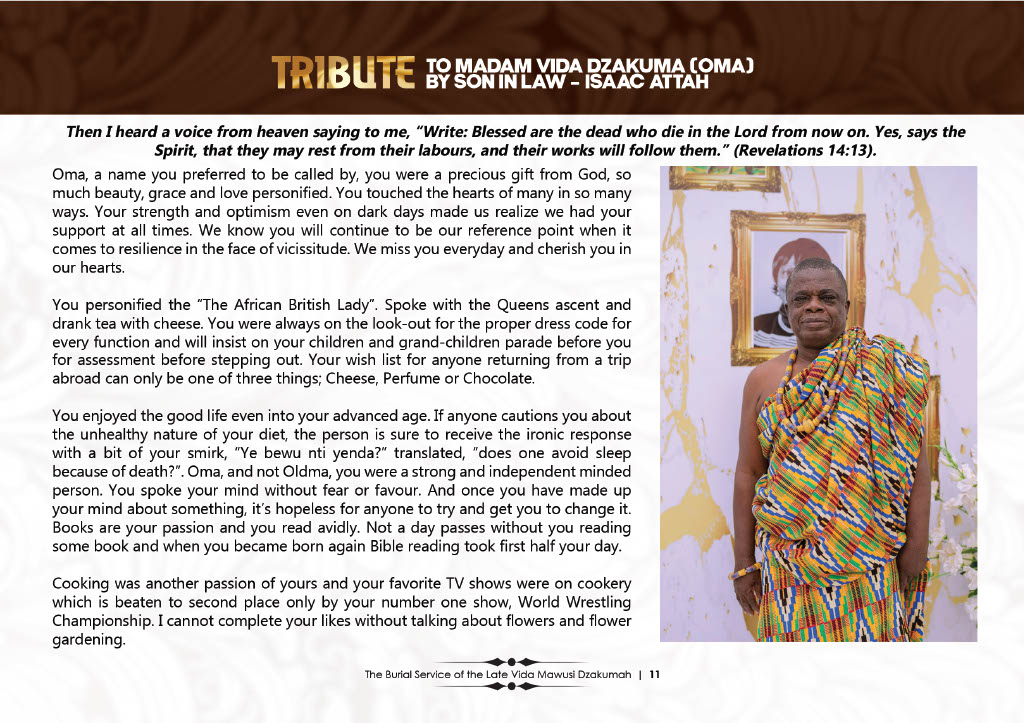 TRIBUTE TO MADAM VIDA DZAKUMA (OMA)
BY SON IN LAW – ISAAC ATTAH
Then I heard a voice from heaven saying to me, “Write: Blessed are the dead who die in the Lord from now on. Yes, says the
Spirit, that they may rest from their labours, and their works will follow them.” (Revelations 14:13).
Oma, a name you preferred to be called by, you were a precious gift from God, so
much beauty, grace and love personified. You touched the hearts of many in so many
ways. Your strength and optimism even on dark days made us realize we had your
support at all times. We know you will continue to be our reference point when it
comes to resilience in the face of vicissitude. We miss you everyday and cherish you in
our hearts.
You personified the “The African British Lady”. Spoke with the Queens ascent and
drank tea with cheese. You were always on the look-out for the proper dress code for
every function and will insist on your children and grand-children parade before you
for assessment before stepping out. Your wish list for anyone returning from a trip
abroad can only be one of three things; Cheese, Perfume or Chocolate.
You enjoyed the good life even into your advanced age. If anyone cautions you about
the unhealthy nature of your diet, the person is sure to receive the ironic response
with a bit of your smirk, “Ye bewu nti yenda?” translated, “does one avoid sleep
because of death?”. Oma, and not Oldma, you were a strong and independent minded
person. You spoke your mind without fear or favour. And once you have made up
your mind about something, it’s hopeless for anyone to try and get you to change it.
Books are your passion and you read avidly. Not a day passes without you reading
some book and when you became born again Bible reading took first half your day.
Cooking was another passion of yours and your favorite TV shows were on cookery
which is beaten to second place only by your number one show, World Wrestling
Championship. I cannot complete your likes without talking about flowers and flower
gardening.
The Burial Service of the Late Vida Mawusi Dzakumah | 11